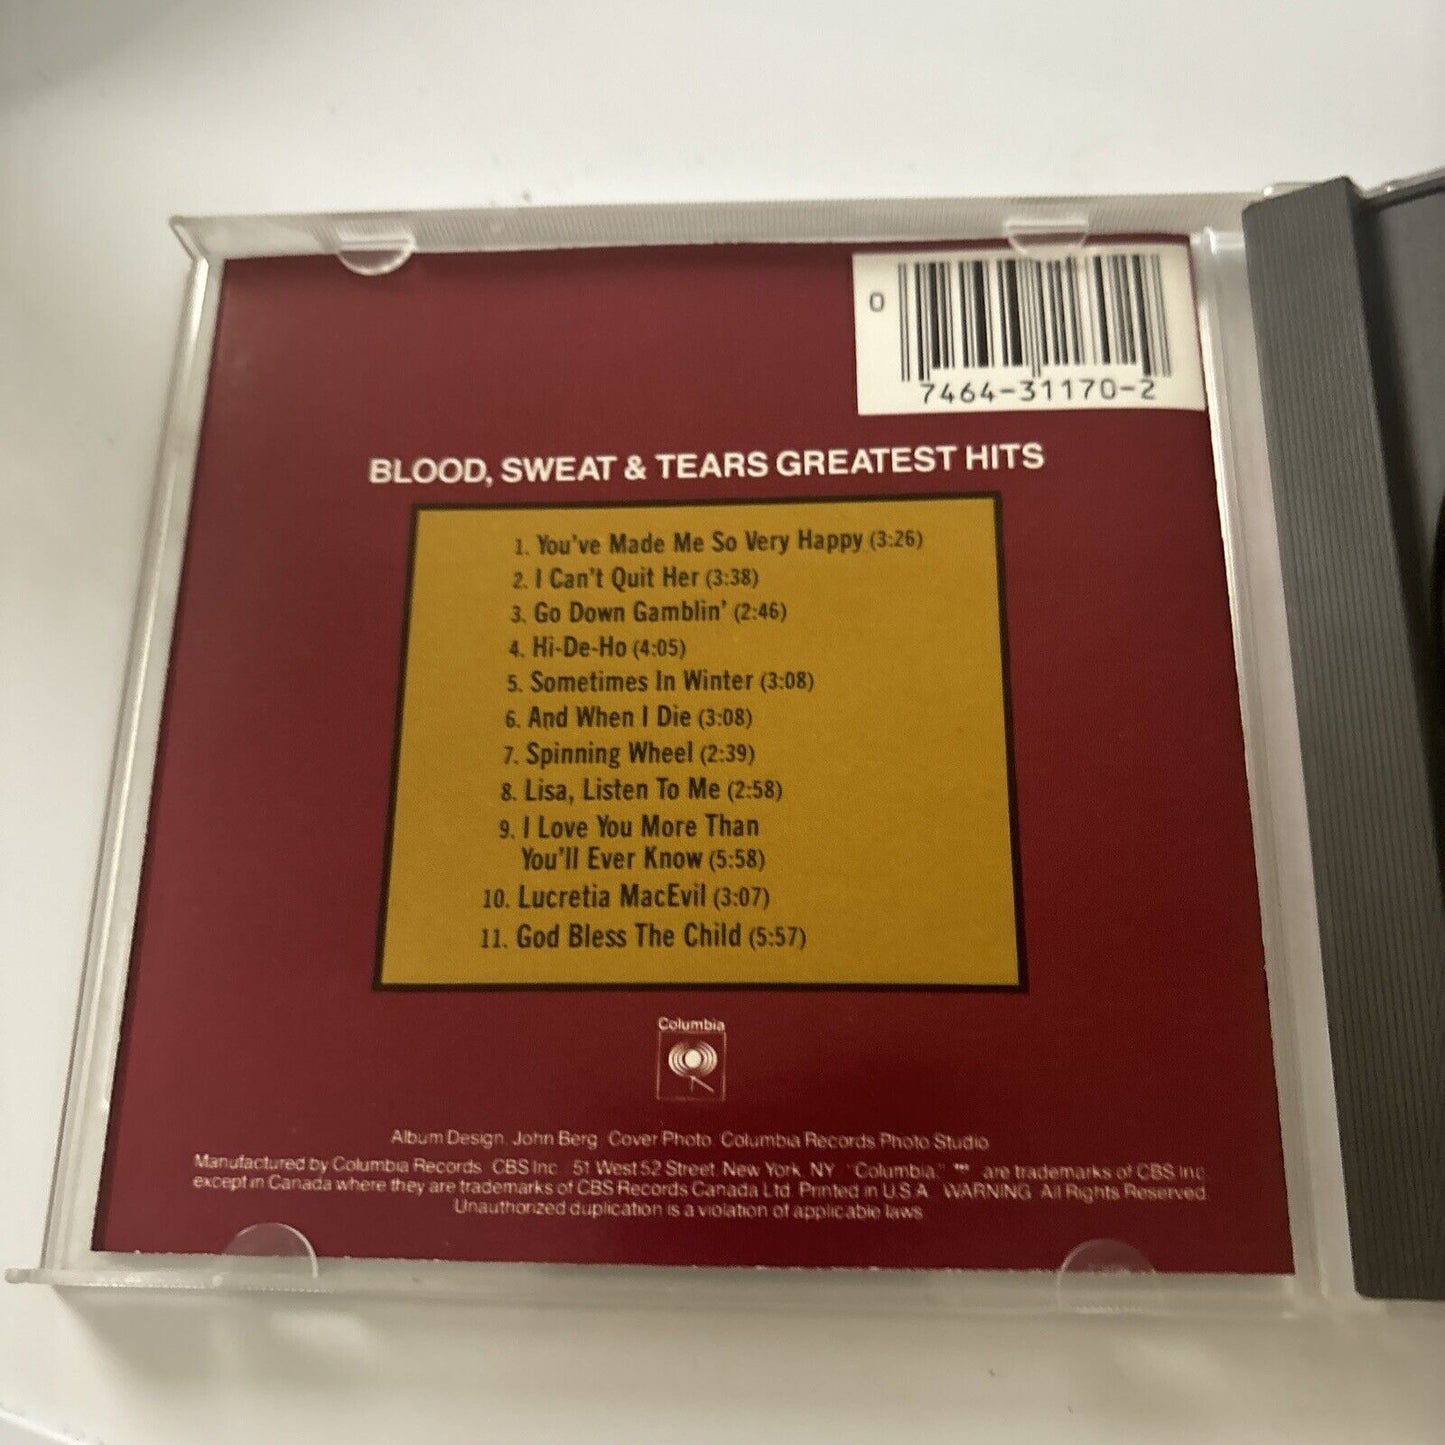 0
7464-31170-2
BLOOD, SWEAT & TEARS GREATEST HITS
1. You've Made Me So Very Happy (3:26)
2. I Can't Quit Her (3:38)
3. Go Down Gamblin' (2:46)
4. Hi-De-Ho (4:05)
5. Sometimes In Winter (3:08)
6. And When I Die (3:08)
7. Spinning Wheel (2:39)
8. Lisa, Listen To Me (2:58)
9. I Love You More Than
You'll Ever Know (5:58)
10. Lucretia MacEvil (3:07)
11. God Bless The Child (5:57)
Columbia
Album Design, John Berg Cover Photo, Columbia Records Photo Studio
Manufactured by Columbia Records CBS Inc. 51 West 52 Street, New York, NY "Columbia," are trademarks of CBS Inc.
except in Canada where they are trademarks of CBS Records Canada Ltd. Printed in U.S.A. WARNING: All Rights Reserved.
Unauthorized duplication is a violation of applicable laws.